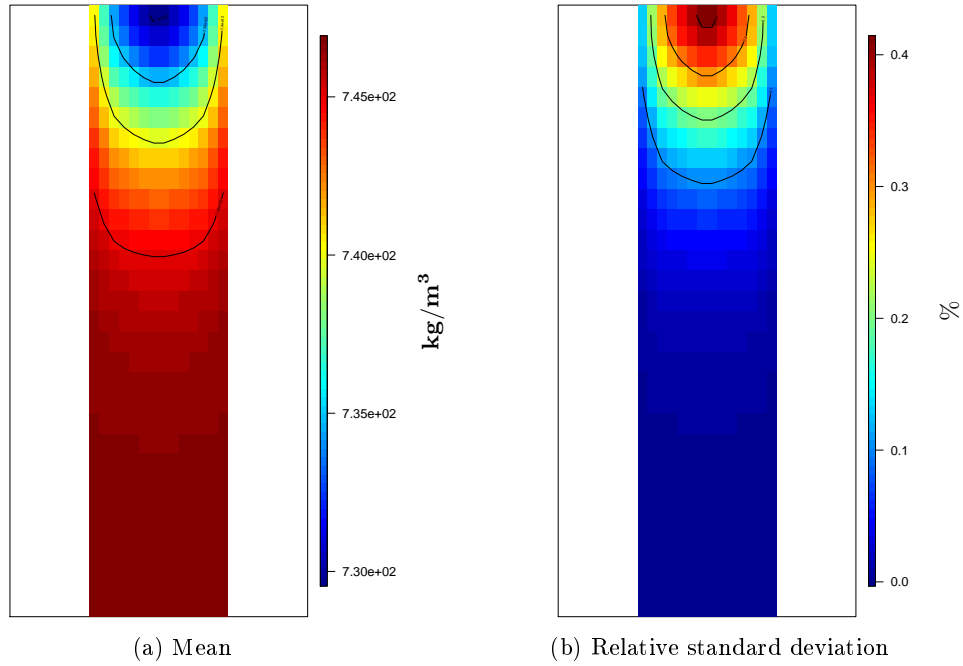 7.45e+02
7.40e+02
7.35e+02
7.30e+02
kg/m³
0.4
0.3
0.2
0.1
0.0
%
(a) Mean
(b) Relative standard deviation